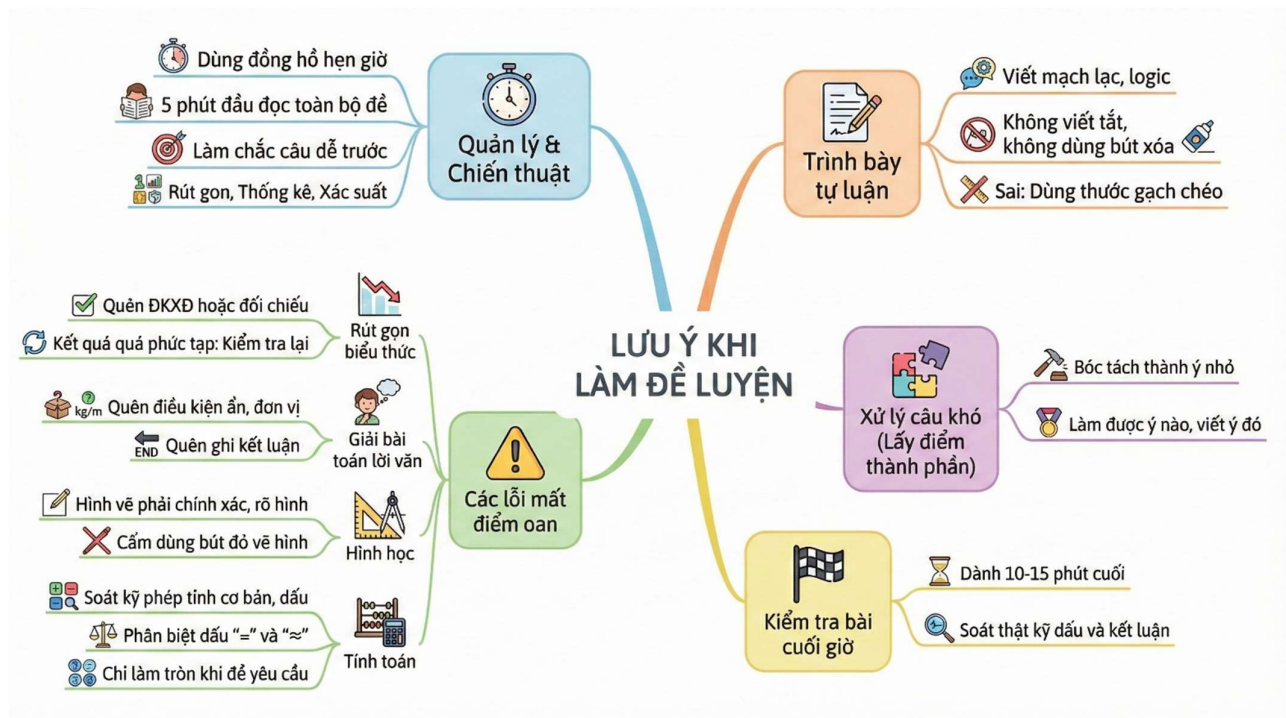 LƯU Ý KHI
LÀM ĐỀ LUYỆN
Quản lý &
Chiến thuật
Dùng đồng hồ hẹn giờ
5 phút đầu đọc toàn bộ đề
Làm chắc câu dễ trước
Rút gon, Thống kê, Xác suất
Trình bày
tự luận
Viết mạch lạc, logic
Không viết tắt,
không dùng bút xóa
Sai: Dùng thước gạch chéo
Các lỗi mất
điểm oan
Rút gọn
biểu thức
Quên ĐKXĐ hoặc đối chiếu
Kết quá quá phức tạp: Kiểm tra lại
Giải bài
toán lời văn
kg/m
Quên điều kiện ẩn, đơn vị
END
Quên ghi kết luận
Hình học
Hình vẽ phải chính xác, rõ hình
Cấm dùng bút đỏ vẽ hình
Tính toán
Soát kỹ phép tính cơ bản, dấu
Phân biệt dấu “=” và “≈”
Chỉ làm tròn khi đề yêu cầu
Xử lý câu khó
(Lấy điểm
thành phần)
Bóc tách thành ý nhỏ
Làm được ý nào, viết ý đó
Kiểm tra bài
cuối giờ
Dành 10-15 phút cuối
Soát thật kỹ dấu và kết luận